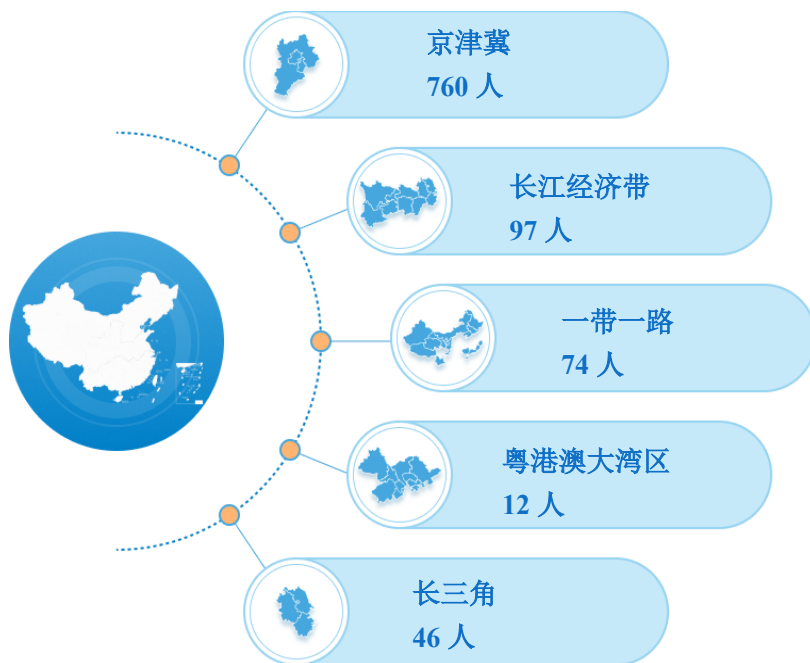 京津冀
760 人
长江经济带
97 人
一带一路
74 人
粤港澳大湾区
12 人
长三角
46 人